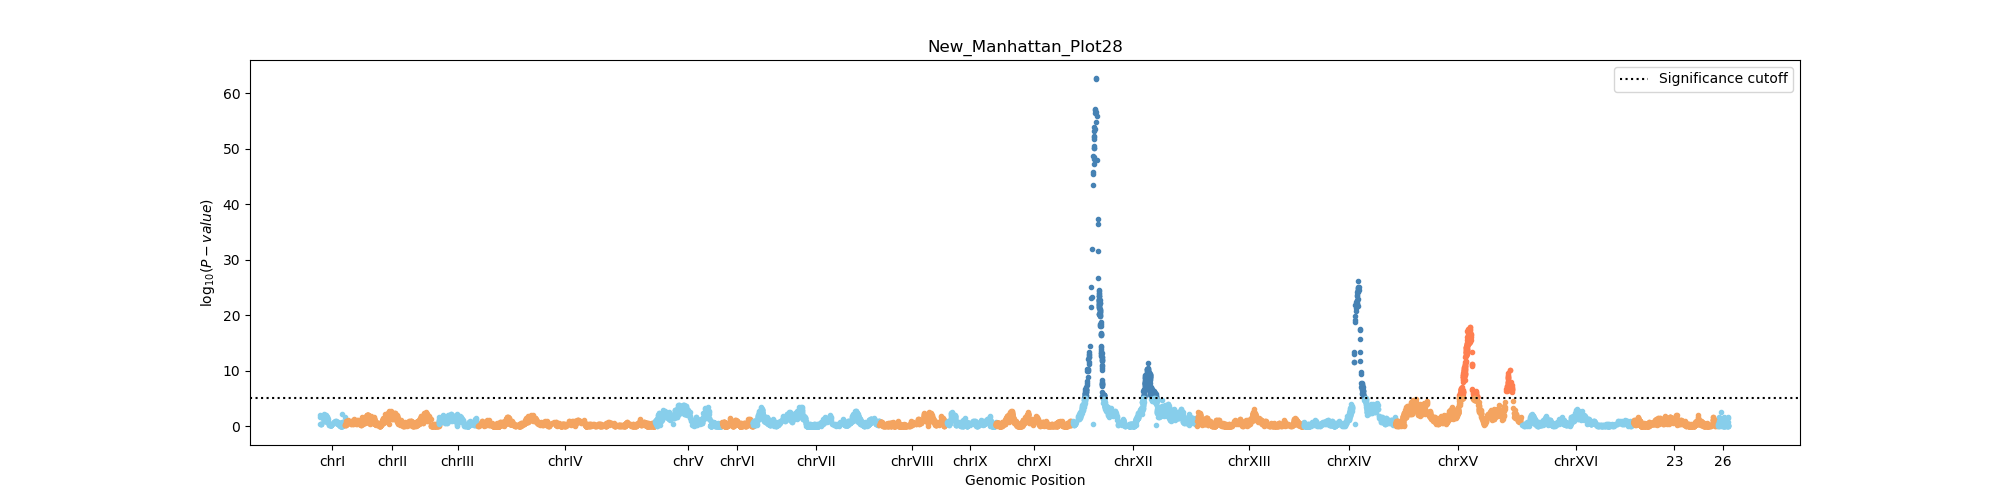 New_Manhattan_Plot28
Significance cutoff
60
50
40
30
20
10
0
log₁₀(P − value)
chrI chrII chrIII chrIV chrV chrVI chrVII chrVIII chrIX chrXI chrXII chrXIII chrXIV chrXV chrXVI 23 26
Genomic Position